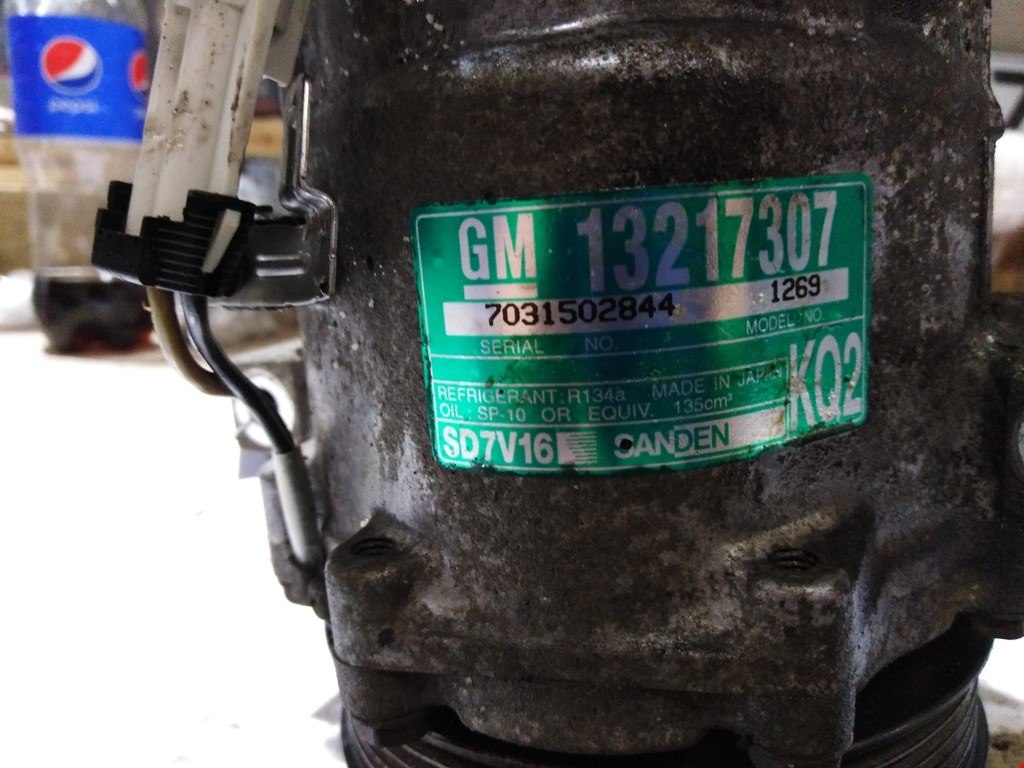 pepsi
GM 13217307
7031502844 1269
SERIAL NO. MODEL NO.
REFRIGERANT:R134a MADE IN JAPAN
OIL:SP-10 OR EQUIV. 135cm³
KQ2
SD7V16 SANDEN